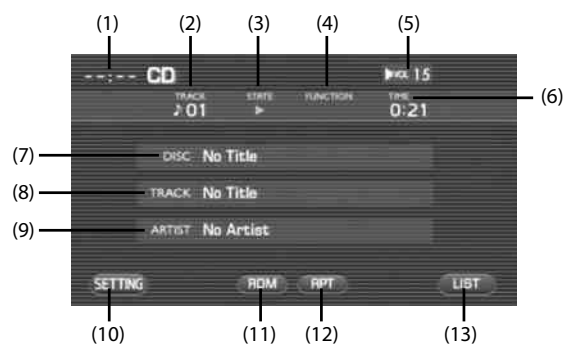 (1) (2) (3) (4) (5)
--:-- CD VOL 15
TRACK STATE FUNCTION TIME (6)
♪01 ► 0:21
(7) DISC No Title
(8) TRACK No Title
(9) ARTIST No Artist
SETTING RDM RPT LIST
(10) (11) (12) (13)